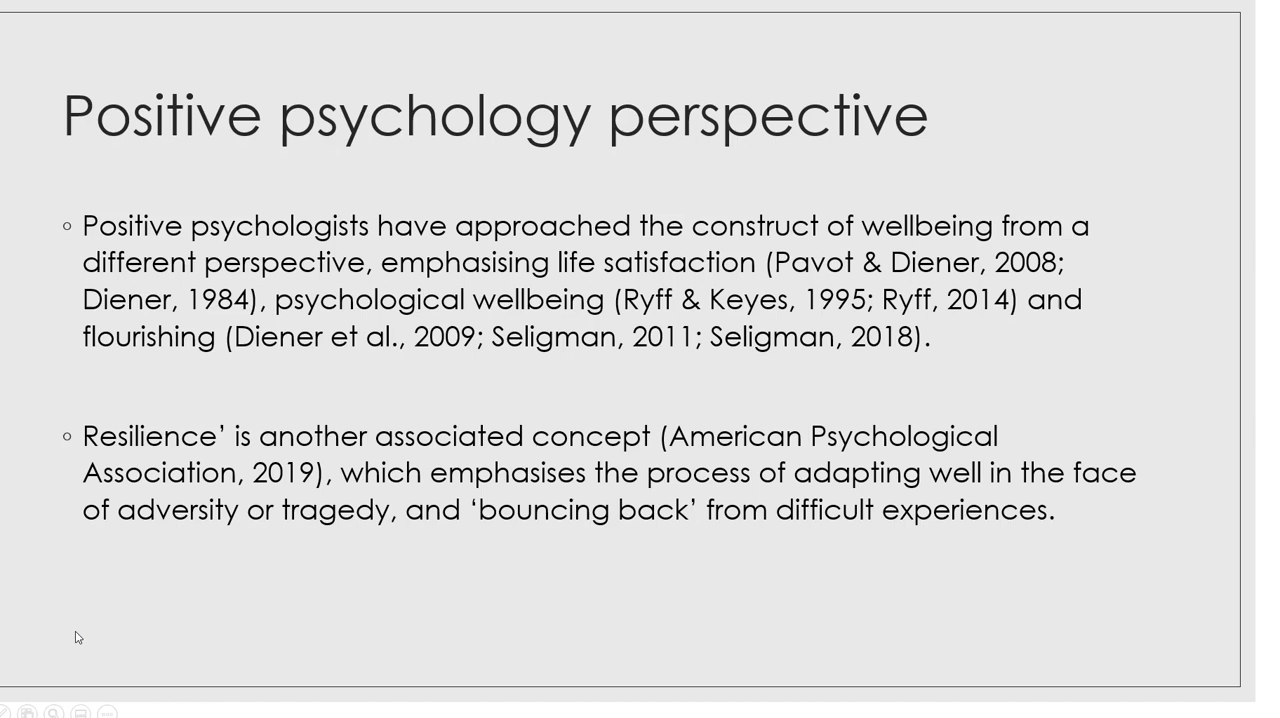 Positive psychology perspective
◦ Positive psychologists have approached the construct of wellbeing from a
different perspective, emphasising life satisfaction (Pavot & Diener, 2008;
Diener, 1984), psychological wellbeing (Ryff & Keyes, 1995; Ryff, 2014) and
flourishing (Diener et al., 2009; Seligman, 2011; Seligman, 2018).
◦ Resilience’ is another associated concept (American Psychological
Association, 2019), which emphasises the process of adapting well in the face
of adversity or tragedy, and ‘bouncing back’ from difficult experiences.